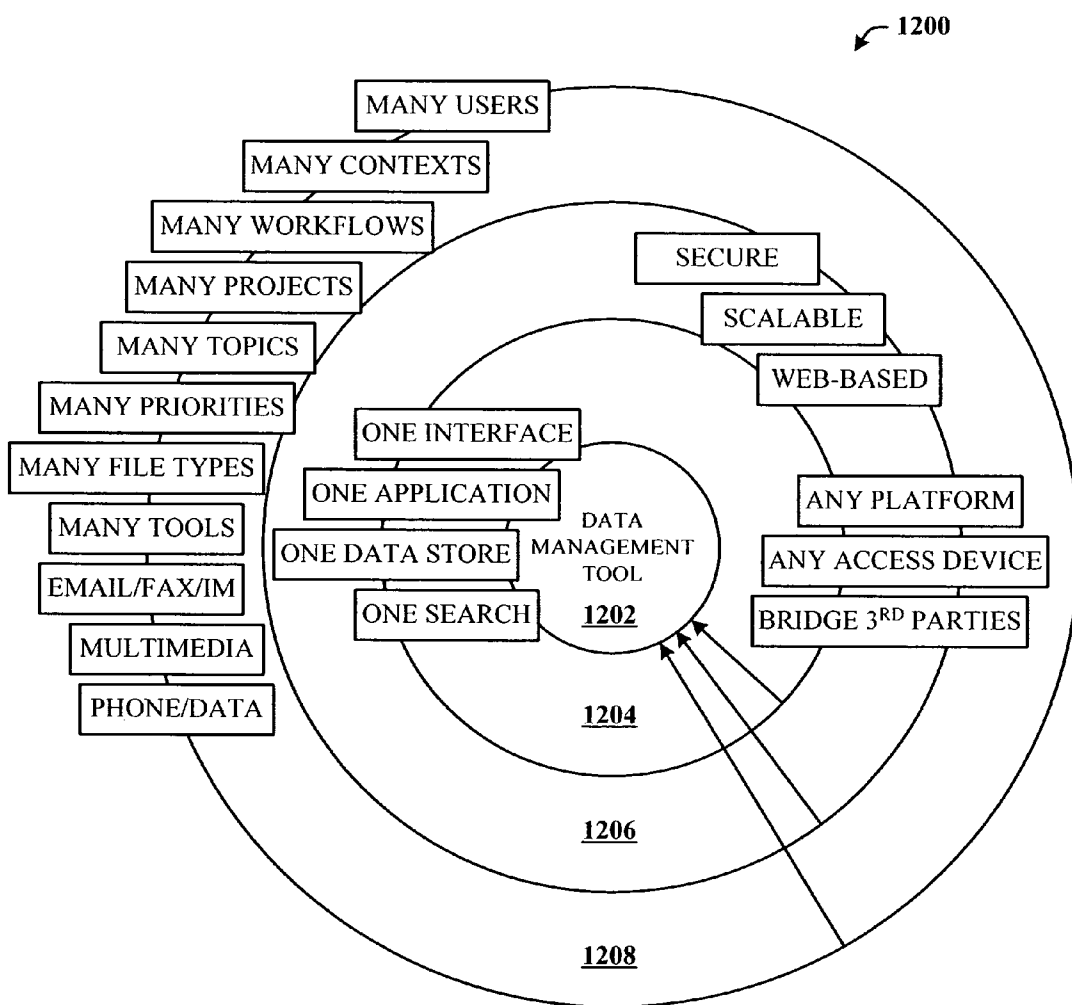 1200
MANY USERS
MANY CONTEXTS
MANY WORKFLOWS
MANY PROJECTS
MANY TOPICS
MANY PRIORITIES
MANY FILE TYPES
MANY TOOLS
EMAIL/FAX/IM
MULTIMEDIA
PHONE/DATA
SECURE
SCALABLE
WEB-BASED
ONE INTERFACE
ONE APPLICATION
ONE DATA STORE
ONE SEARCH
DATA
MANAGEMENT
TOOL
1202
ANY PLATFORM
ANY ACCESS DEVICE
BRIDGE 3RD PARTIES
1204
1206
1208